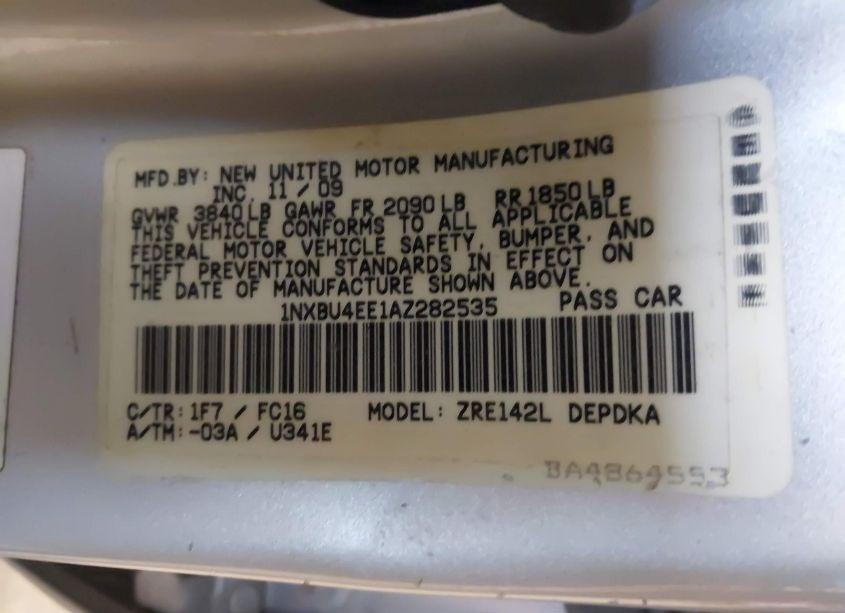 MFD.BY: NEW UNITED MOTOR MANUFACTURING
INC. 11 / 09
GVWR 3840 LB GAWR FR 2090 LB RR 1850 LB
THIS VEHICLE CONFORMS TO ALL APPLICABLE
FEDERAL MOTOR VEHICLE SAFETY, BUMPER, AND
THEFT PREVENTION STANDARDS IN EFFECT ON
THE DATE OF MANUFACTURE SHOWN ABOVE.
1NXBU4EE1AZ282535 PASS CAR
C/TR: 1F7 / FC16 MODEL: ZRE142L DEPDKA
A/TM: -03A / U341E
BA4864553